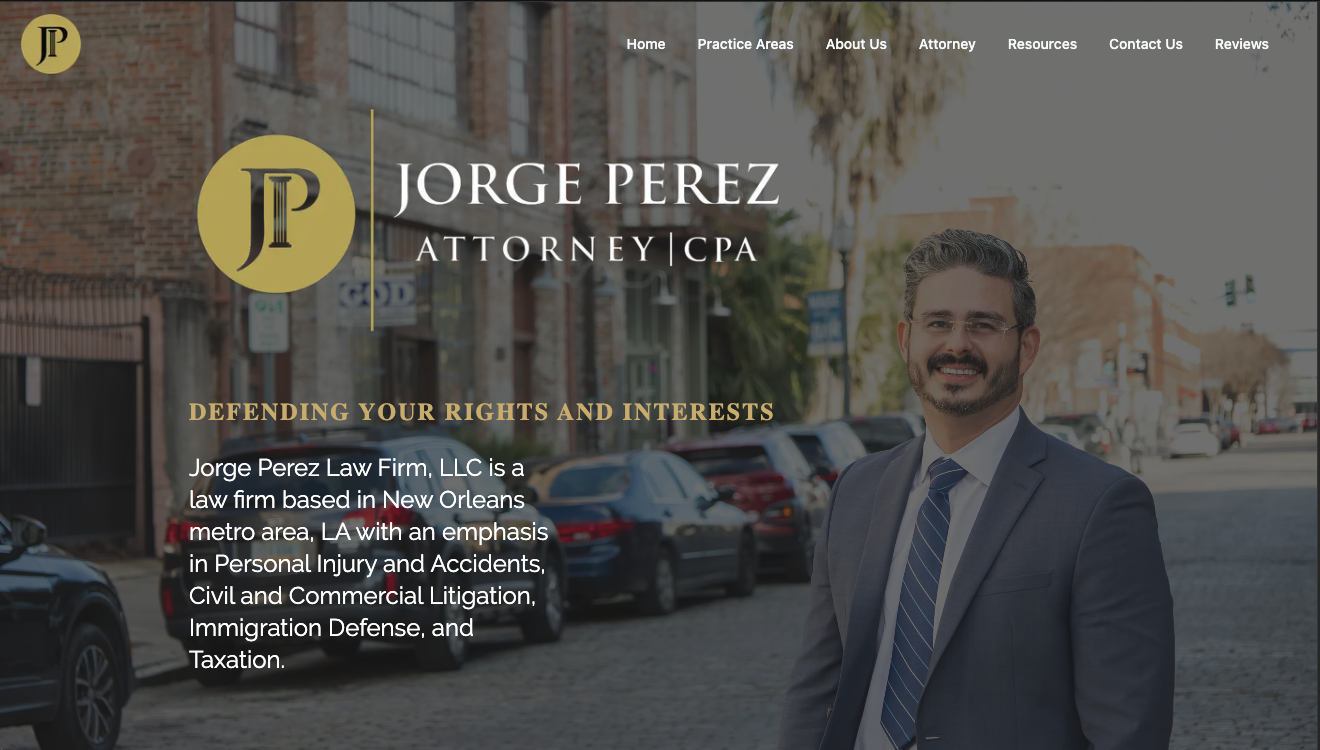 JP
Home Practice Areas About Us Attorney Resources Contact Us Reviews
JP
JORGE PEREZ
ATTORNEY|CPA
GOD
DEFENDING YOUR RIGHTS AND INTERESTS
Jorge Perez Law Firm, LLC is a
law firm based in New Orleans
metro area, LA with an emphasis
in Personal Injury and Accidents,
Civil and Commercial Litigation,
Immigration Defense, and
Taxation.